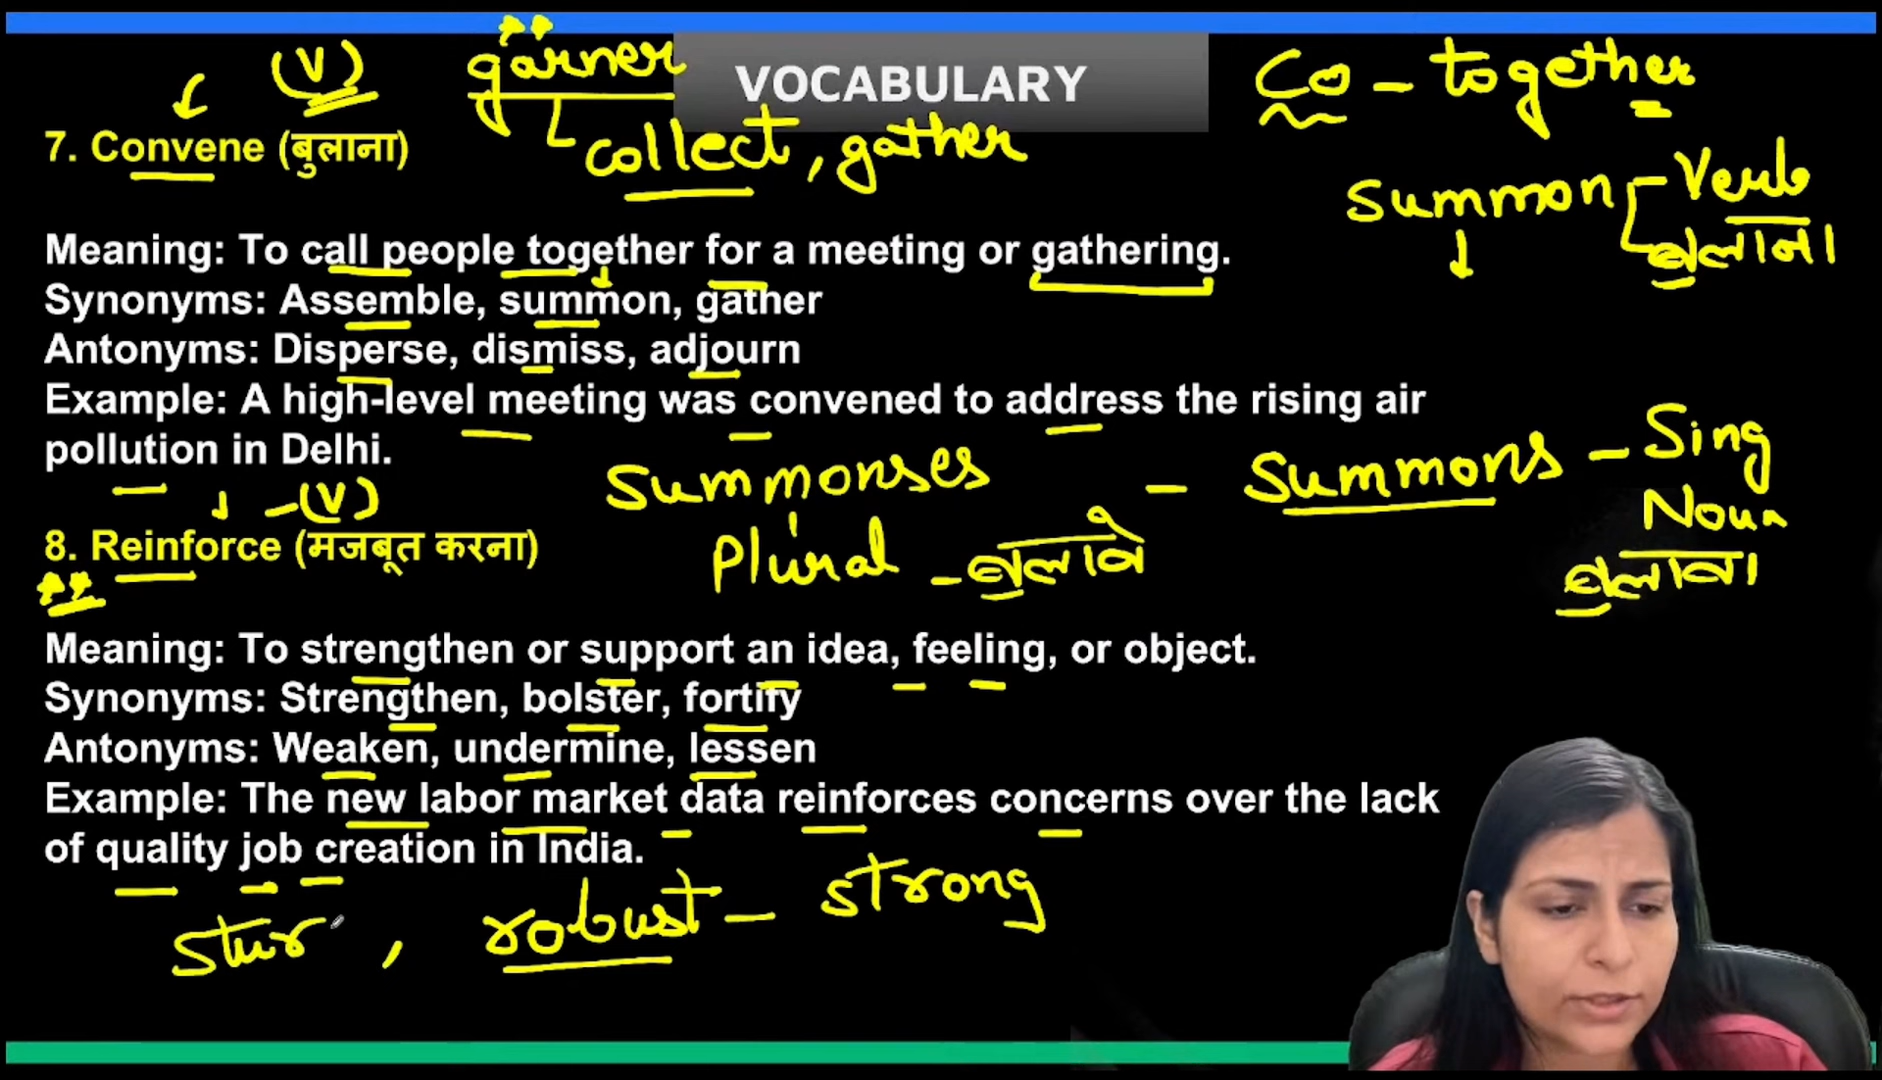 (V) garner VOCABULARY Co - together
7. Convene (बुलाना) collect, gather
summon - Verb
बुलाना
Meaning: To call people together for a meeting or gathering.
Synonyms: Assemble, summon, gather
Antonyms: Disperse, dismiss, adjourn
Example: A high-level meeting was convened to address the rising air
pollution in Delhi.
Summonses - Summons - Sing
Noun
Plural - बुलावे बुलावा
-(V)
8. Reinforce (मजबूत करना)
Meaning: To strengthen or support an idea, feeling, or object.
Synonyms: Strengthen, bolster, fortify
Antonyms: Weaken, undermine, lessen
Example: The new labor market data reinforces concerns over the lack
of quality job creation in India.
stur , robust - strong